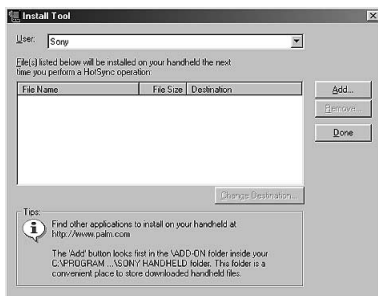 Install Tool
User: Sony
File(s) listed below will be installed on your handheld the next
time you perform a HotSync operation:
File Name File Size Destination
Add...
Remove...
Done
Change Destination...
Tips:
Find other applications to install on your handheld at
http://www.palm.com
The 'Add' button looks first in the \ADD-ON folder inside your
C:\PROGRAM ...\SONY HANDHELD folder. This folder is a
convenient place to store downloaded handheld files.